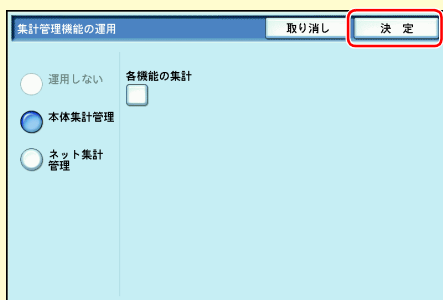 集計管理機能の運用
取り消し
決 定
運用しない
各機能の集計
本体集計管理
ネット集計
管理